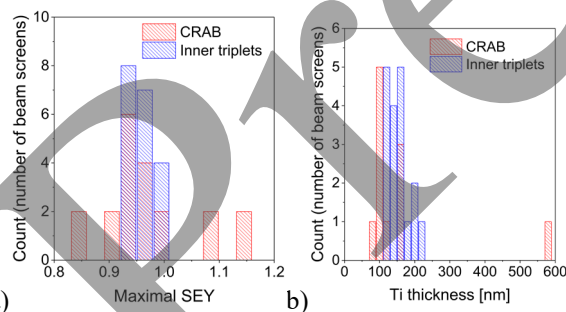 10
8
6
4
2
0
Count (number of beam screens)
CRAB
Inner triplets
0.8 0.9 1.0 1.1 1.2
Maximal SEY
b)
6
5
4
3
2
1
0
Count (number of beam screens)
CRAB
Inner triplets
0 100 200 300 400 500 600
Ti thickness [nm]